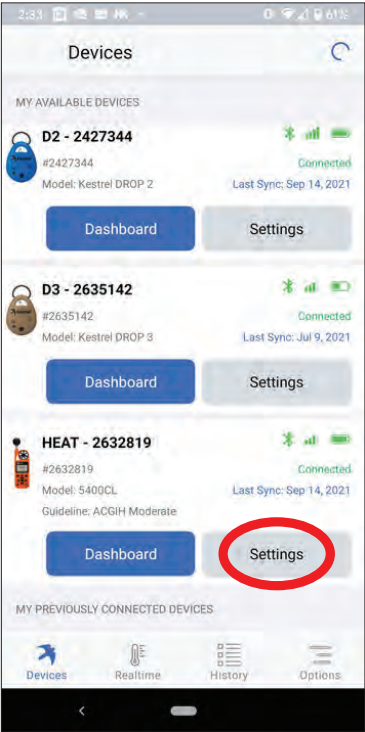 2:33 61%
Devices
MY AVAILABLE DEVICES
D2 - 2427344
#2427344 Connected
Model: Kestrel DROP 2 Last Sync: Sep 14, 2021
Dashboard Settings
D3 - 2635142
#2635142 Connected
Model: Kestrel DROP 3 Last Sync: Jul 9, 2021
Dashboard Settings
HEAT - 2632819
#2632819 Connected
Model: 5400CL Last Sync: Sep 14, 2021
Guideline: ACGIH Moderate
Dashboard Settings
MY PREVIOUSLY CONNECTED DEVICES
Devices Realtime History Options